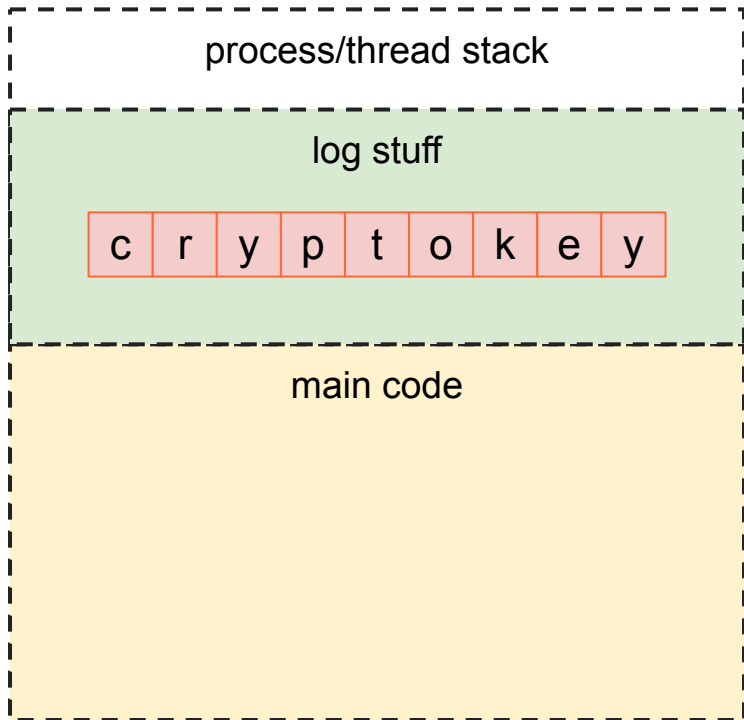 process/thread stack
log stuff
c r y p t o k e y
main code